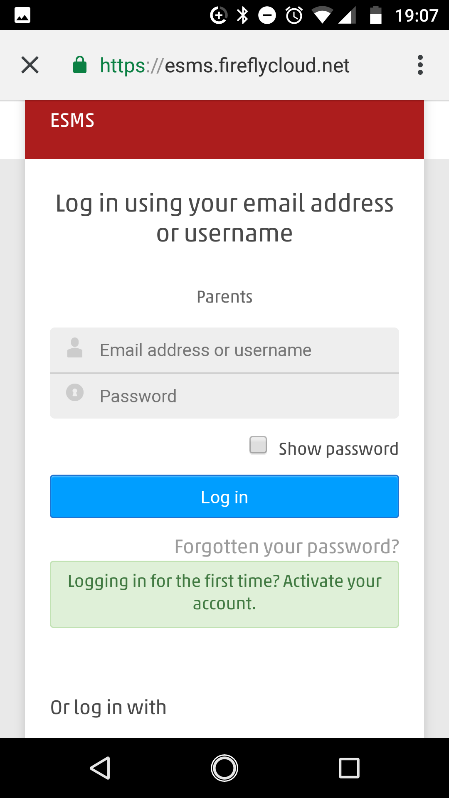 19:07
https://esms.fireflycloud.net
ESMS
Log in using your email address
or username
Parents
Email address or username
Password
Show password
Log in
Forgotten your password?
Logging in for the first time? Activate your
account.
Or log in with